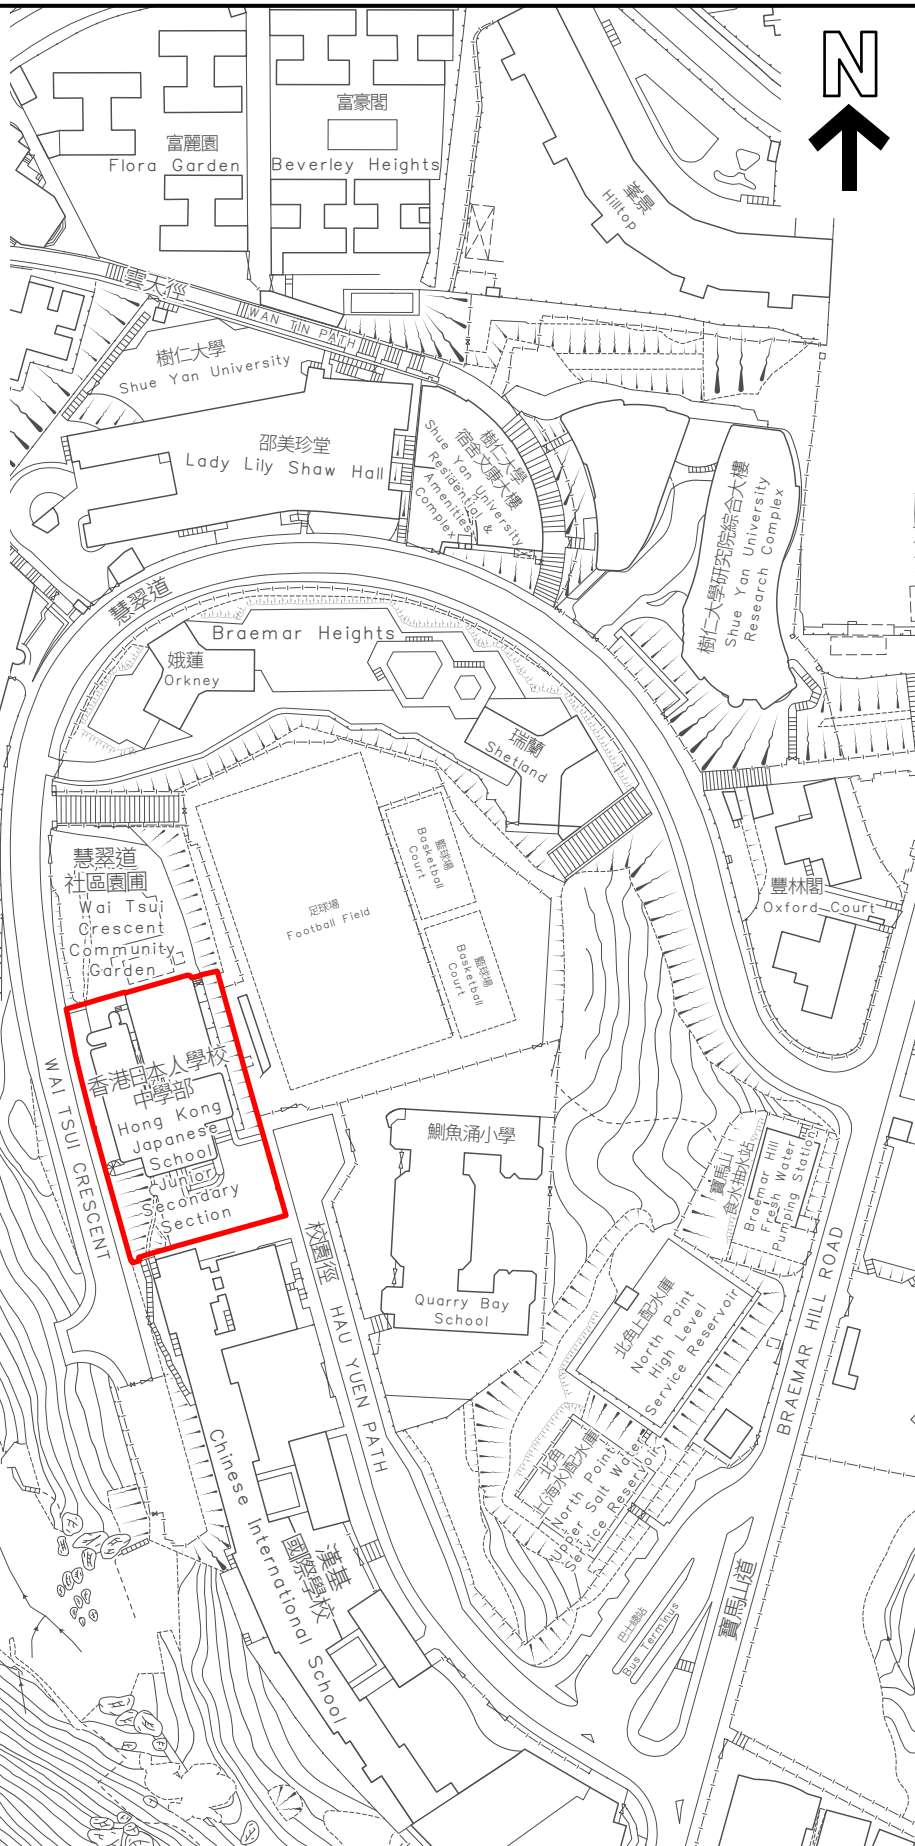 N
富豪閣
Beverley Heights
富麗園
Flora Garden
峯景
Hilltop
雲天徑
WAN TIN PATH
樹仁大學
Shue Yan University
邵美珍堂
Lady Lily Shaw Hall
樹仁大學
宿舍文康大樓
Shue Yan University
Residential &
Amenities
Complex
樹仁大學研究院綜合大樓
Shue Yan University
Research Complex
慧翠道
Braemar Heights
娥蓮
Orkney
瑞蘭
Shetland
籃球場
Basketball
Court
足球場
Football Field
籃球場
Basketball
Court
慧翠道
社區園圃
Wai Tsui
Crescent
Community
Garden
豐林閣
Oxford Court
WAI TSUI CRESCENT
香港日本人學校
中學部
Hong Kong
Japanese
School
Junior
Secondary
Section
鰂魚涌小學
Quarry Bay
School
寶馬山
食水抽水站
Braemar Hill
Fresh Water
Pumping Station
校園徑
HAU YUEN PATH
北角上配水庫
North Point
High Level
Service Reservoir
BRAEMAR HILL ROAD
北角
上海水配水庫
North Point
Upper Salt Water
Service Reservoir
漢基
國際學校
Chinese International School
巴士總站
Bus Terminus
寶馬山道